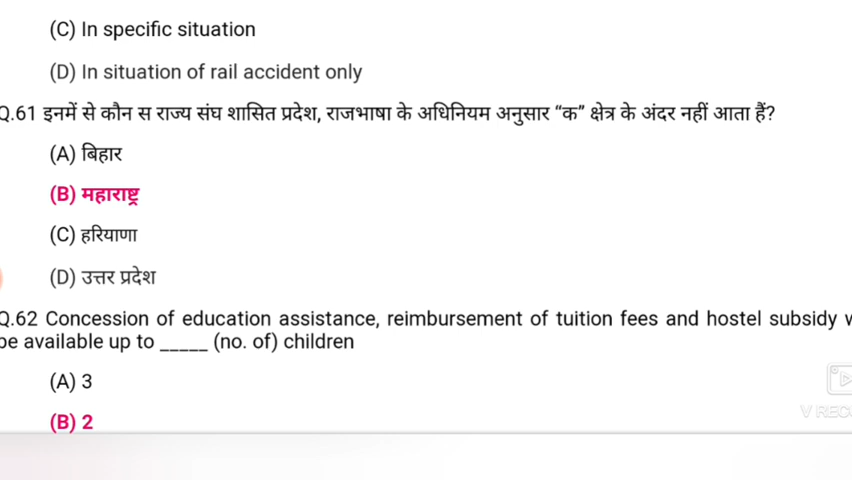 (C) In specific situation
(D) In situation of rail accident only
Q.61 इनमें से कौन स राज्य संघ शासित प्रदेश, राजभाषा के अधिनियम अनुसार “क” क्षेत्र के अंदर नहीं आता हैं?
(A) बिहार
(B) महाराष्ट्र
(C) हरियाणा
(D) उत्तर प्रदेश
Q.62 Concession of education assistance, reimbursement of tuition fees and hostel subsidy
be available up to _____ (no. of) children
(A) 3
(B) 2